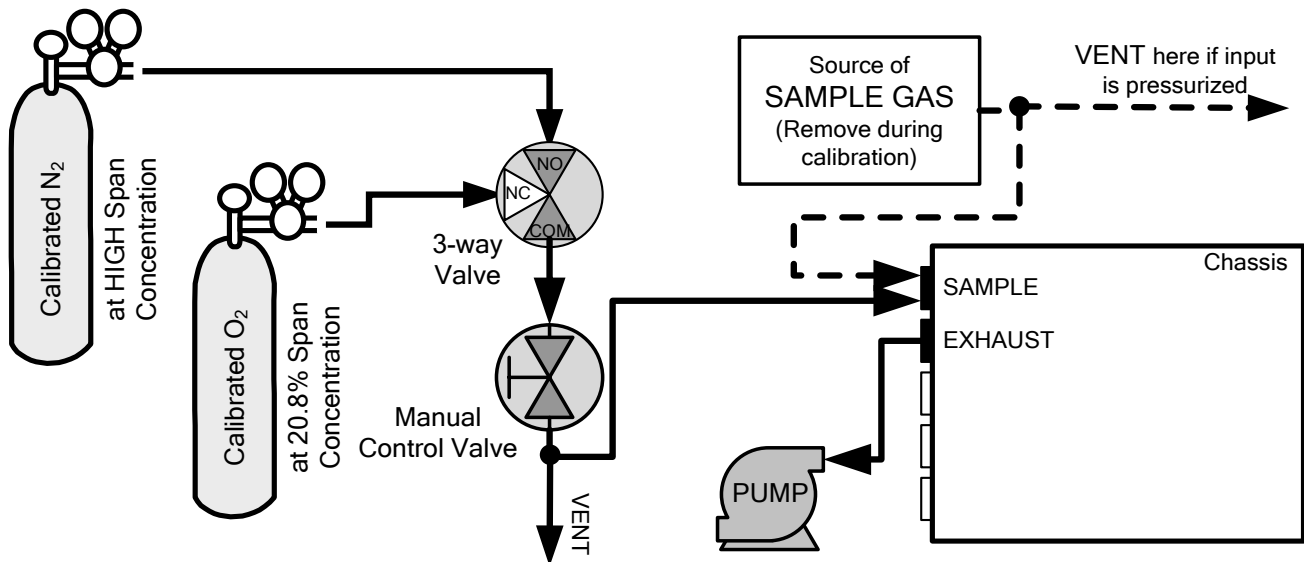 Calibrated N2
at HIGH Span
Concentration
Calibrated O2
at 20.8% Span
Concentration
NO
NC
COM
3-way
Valve
Manual
Control Valve
VENT
Source of
SAMPLE GAS
(Remove during
calibration)
VENT here if input
is pressurized
Chassis
SAMPLE
EXHAUST
PUMP